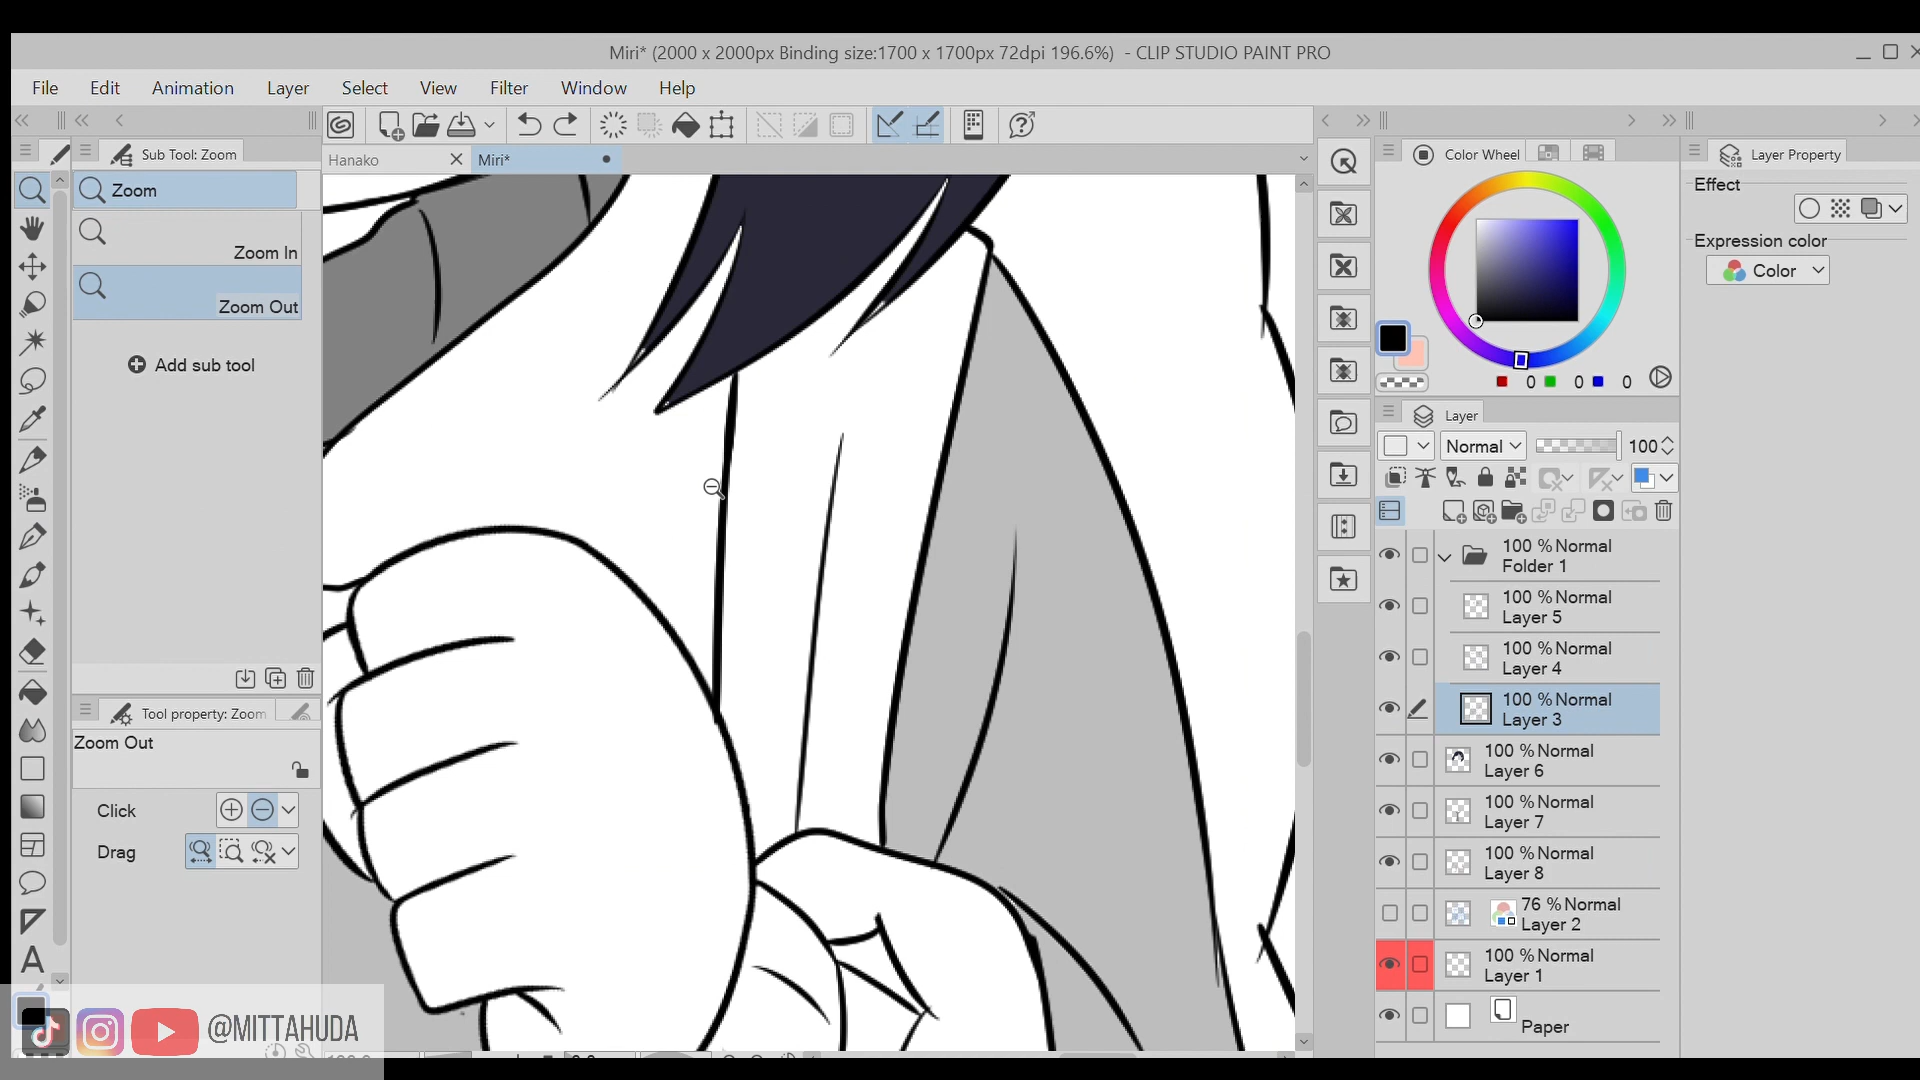 Miri* (2000 x 2000px Binding size:1700 x 1700px 72dpi 196.6%) - CLIP STUDIO PAINT PRO
File Edit Animation Layer Select View Filter Window Help
Sub Tool: Zoom
Hanako
Miri*
Color Wheel
Layer Property
Zoom
Zoom In
Zoom Out
Add sub tool
Effect
Expression color
Color
0 0 0
Layer
Normal 100
100 %Normal
Folder 1
100 %Normal
Layer 5
100 %Normal
Layer 4
100 %Normal
Layer 3
100 %Normal
Layer 6
100 %Normal
Layer 7
100 %Normal
Layer 8
76 %Normal
Layer 2
100 %Normal
Layer 1
Paper
Tool property: Zoom
Zoom Out
Click
Drag
A
@MITTAHUDA